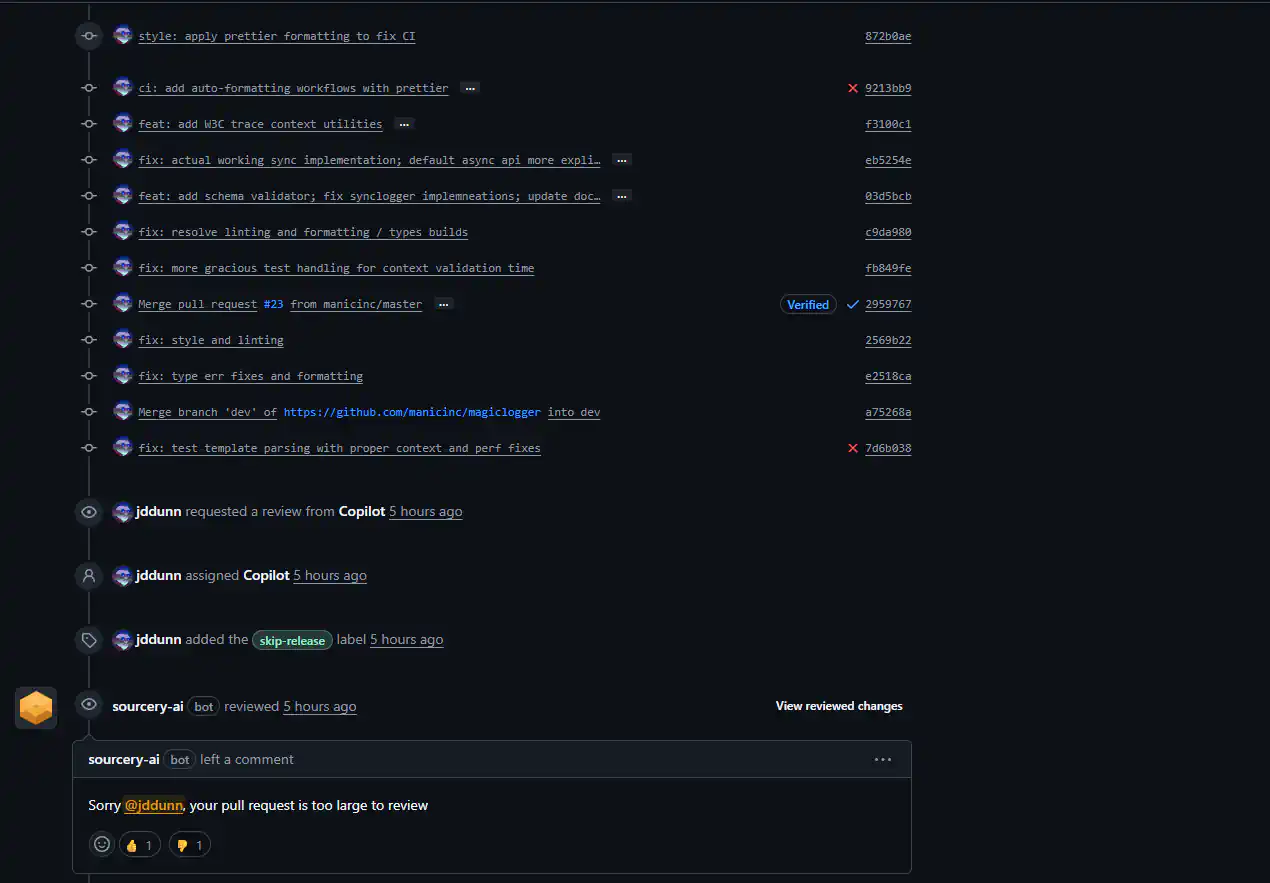 style: apply prettier formatting to fix CI 872b0ae
ci: add auto-formatting workflows with prettier … 9213bb9
feat: add W3C trace context utilities … f3100c1
fix: actual working sync implementation; default async api more expli… … eb5254e
feat: add schema validator; fix synclogger implemneations; update doc… … 03d5bcb
fix: resolve linting and formatting / types builds c9da980
fix: more gracious test handling for context validation time fb849fe
Merge pull request #23 from manicinc/master … Verified 2959767
fix: style and linting 2569b22
fix: type err fixes and formatting e2518ca
Merge branch 'dev' of https://github.com/manicinc/magiclogger into dev a75268a
fix: test template parsing with proper context and perf fixes 7d6b038
jddunn requested a review from Copilot 5 hours ago
jddunn assigned Copilot 5 hours ago
jddunn added the skip-release label 5 hours ago
sourcery-ai bot reviewed 5 hours ago View reviewed changes
sourcery-ai bot left a comment
Sorry @jddunn, your pull request is too large to review
👍 1 👎 1